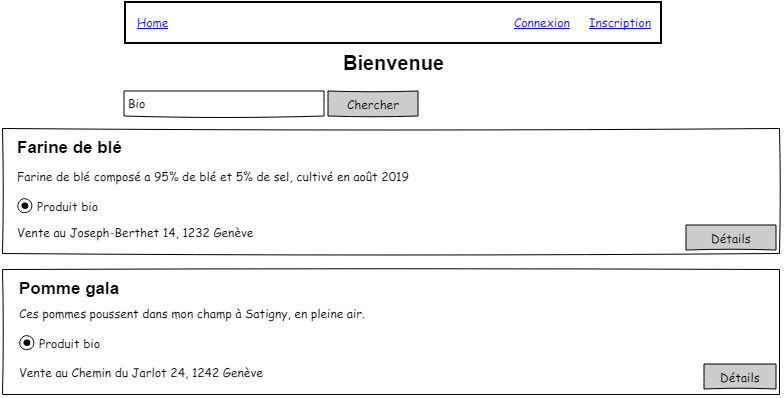 Home Connexion Inscription
Bienvenue
Bio Chercher
Farine de blé
Farine de blé composé a 95% de blé et 5% de sel, cultivé en août 2019
Produit bio
Vente au Joseph-Berthet 14, 1232 Genève
Détails
Pomme gala
Ces pommes poussent dans mon champ à Satigny, en pleine air.
Produit bio
Vente au Chemin du Jarlot 24, 1242 Genève
Détails